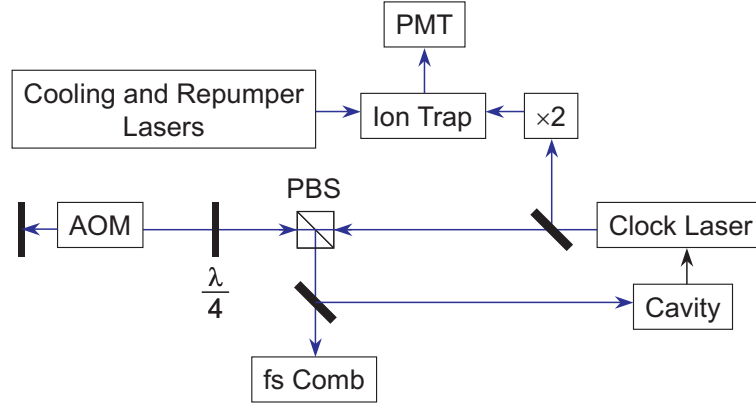 PMT
Cooling and Repumper
Lasers
Ion Trap
×2
PBS
AOM
Clock Laser
λ
4
Cavity
fs Comb